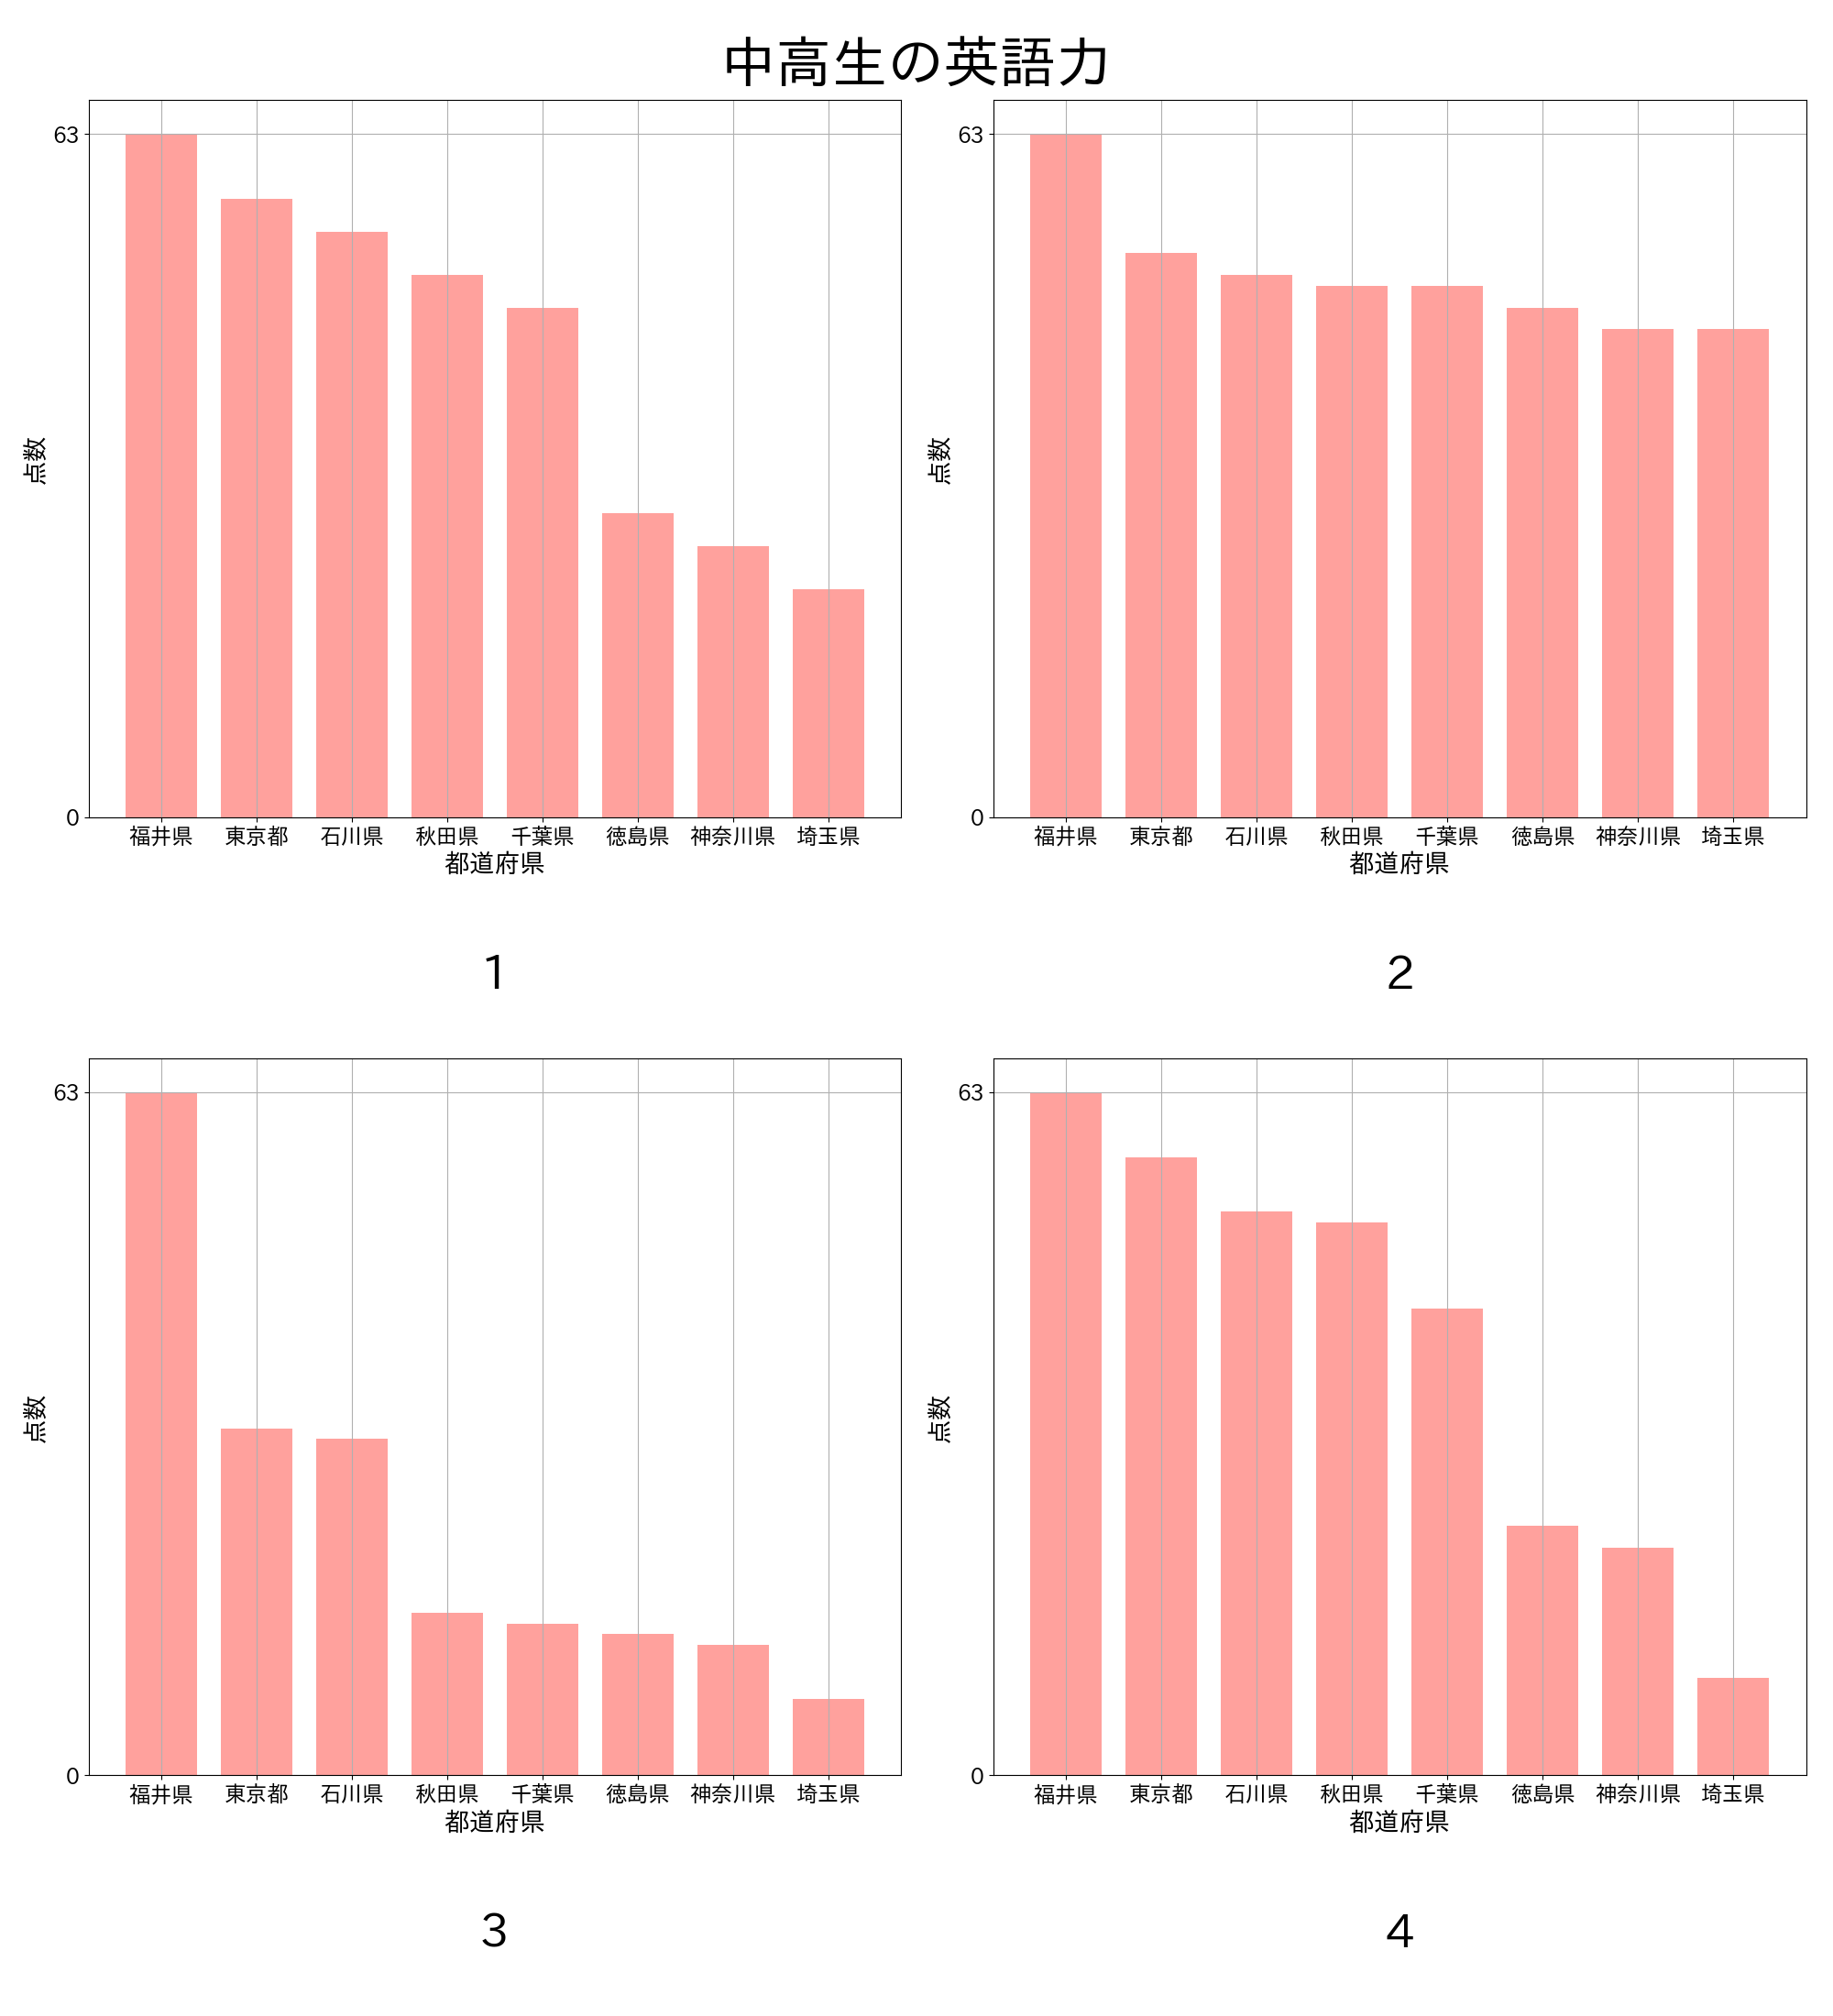 中高生の英語力
63
点数
0
福井県 東京都 石川県 秋田県 千葉県 徳島県 神奈川県 埼玉県
都道府県
1
63
点数
0
福井県 東京都 石川県 秋田県 千葉県 徳島県 神奈川県 埼玉県
都道府県
2
63
点数
0
福井県 東京都 石川県 秋田県 千葉県 徳島県 神奈川県 埼玉県
都道府県
3
63
点数
0
福井県 東京都 石川県 秋田県 千葉県 徳島県 神奈川県 埼玉県
都道府県
4